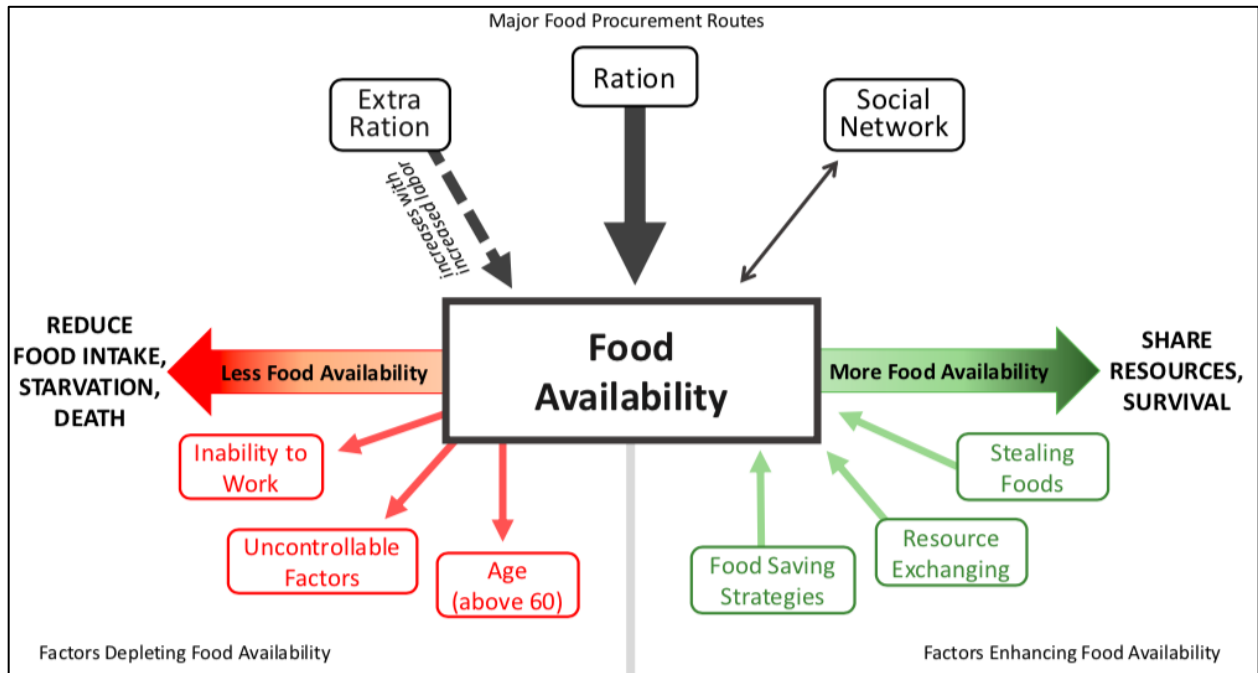 Major Food Procurement Routes
Extra
Ration
Ration
Social
Network
increases with
increased labor
REDUCE
FOOD INTAKE,
STARVATION,
DEATH
Less Food Availability
Food
Availability
More Food Availability
SHARE
RESOURCES,
SURVIVAL
Inability to
Work
Uncontrollable
Factors
Age
(above 60)
Food Saving
Strategies
Resource
Exchanging
Stealing
Foods
Factors Depleting Food Availability
Factors Enhancing Food Availability